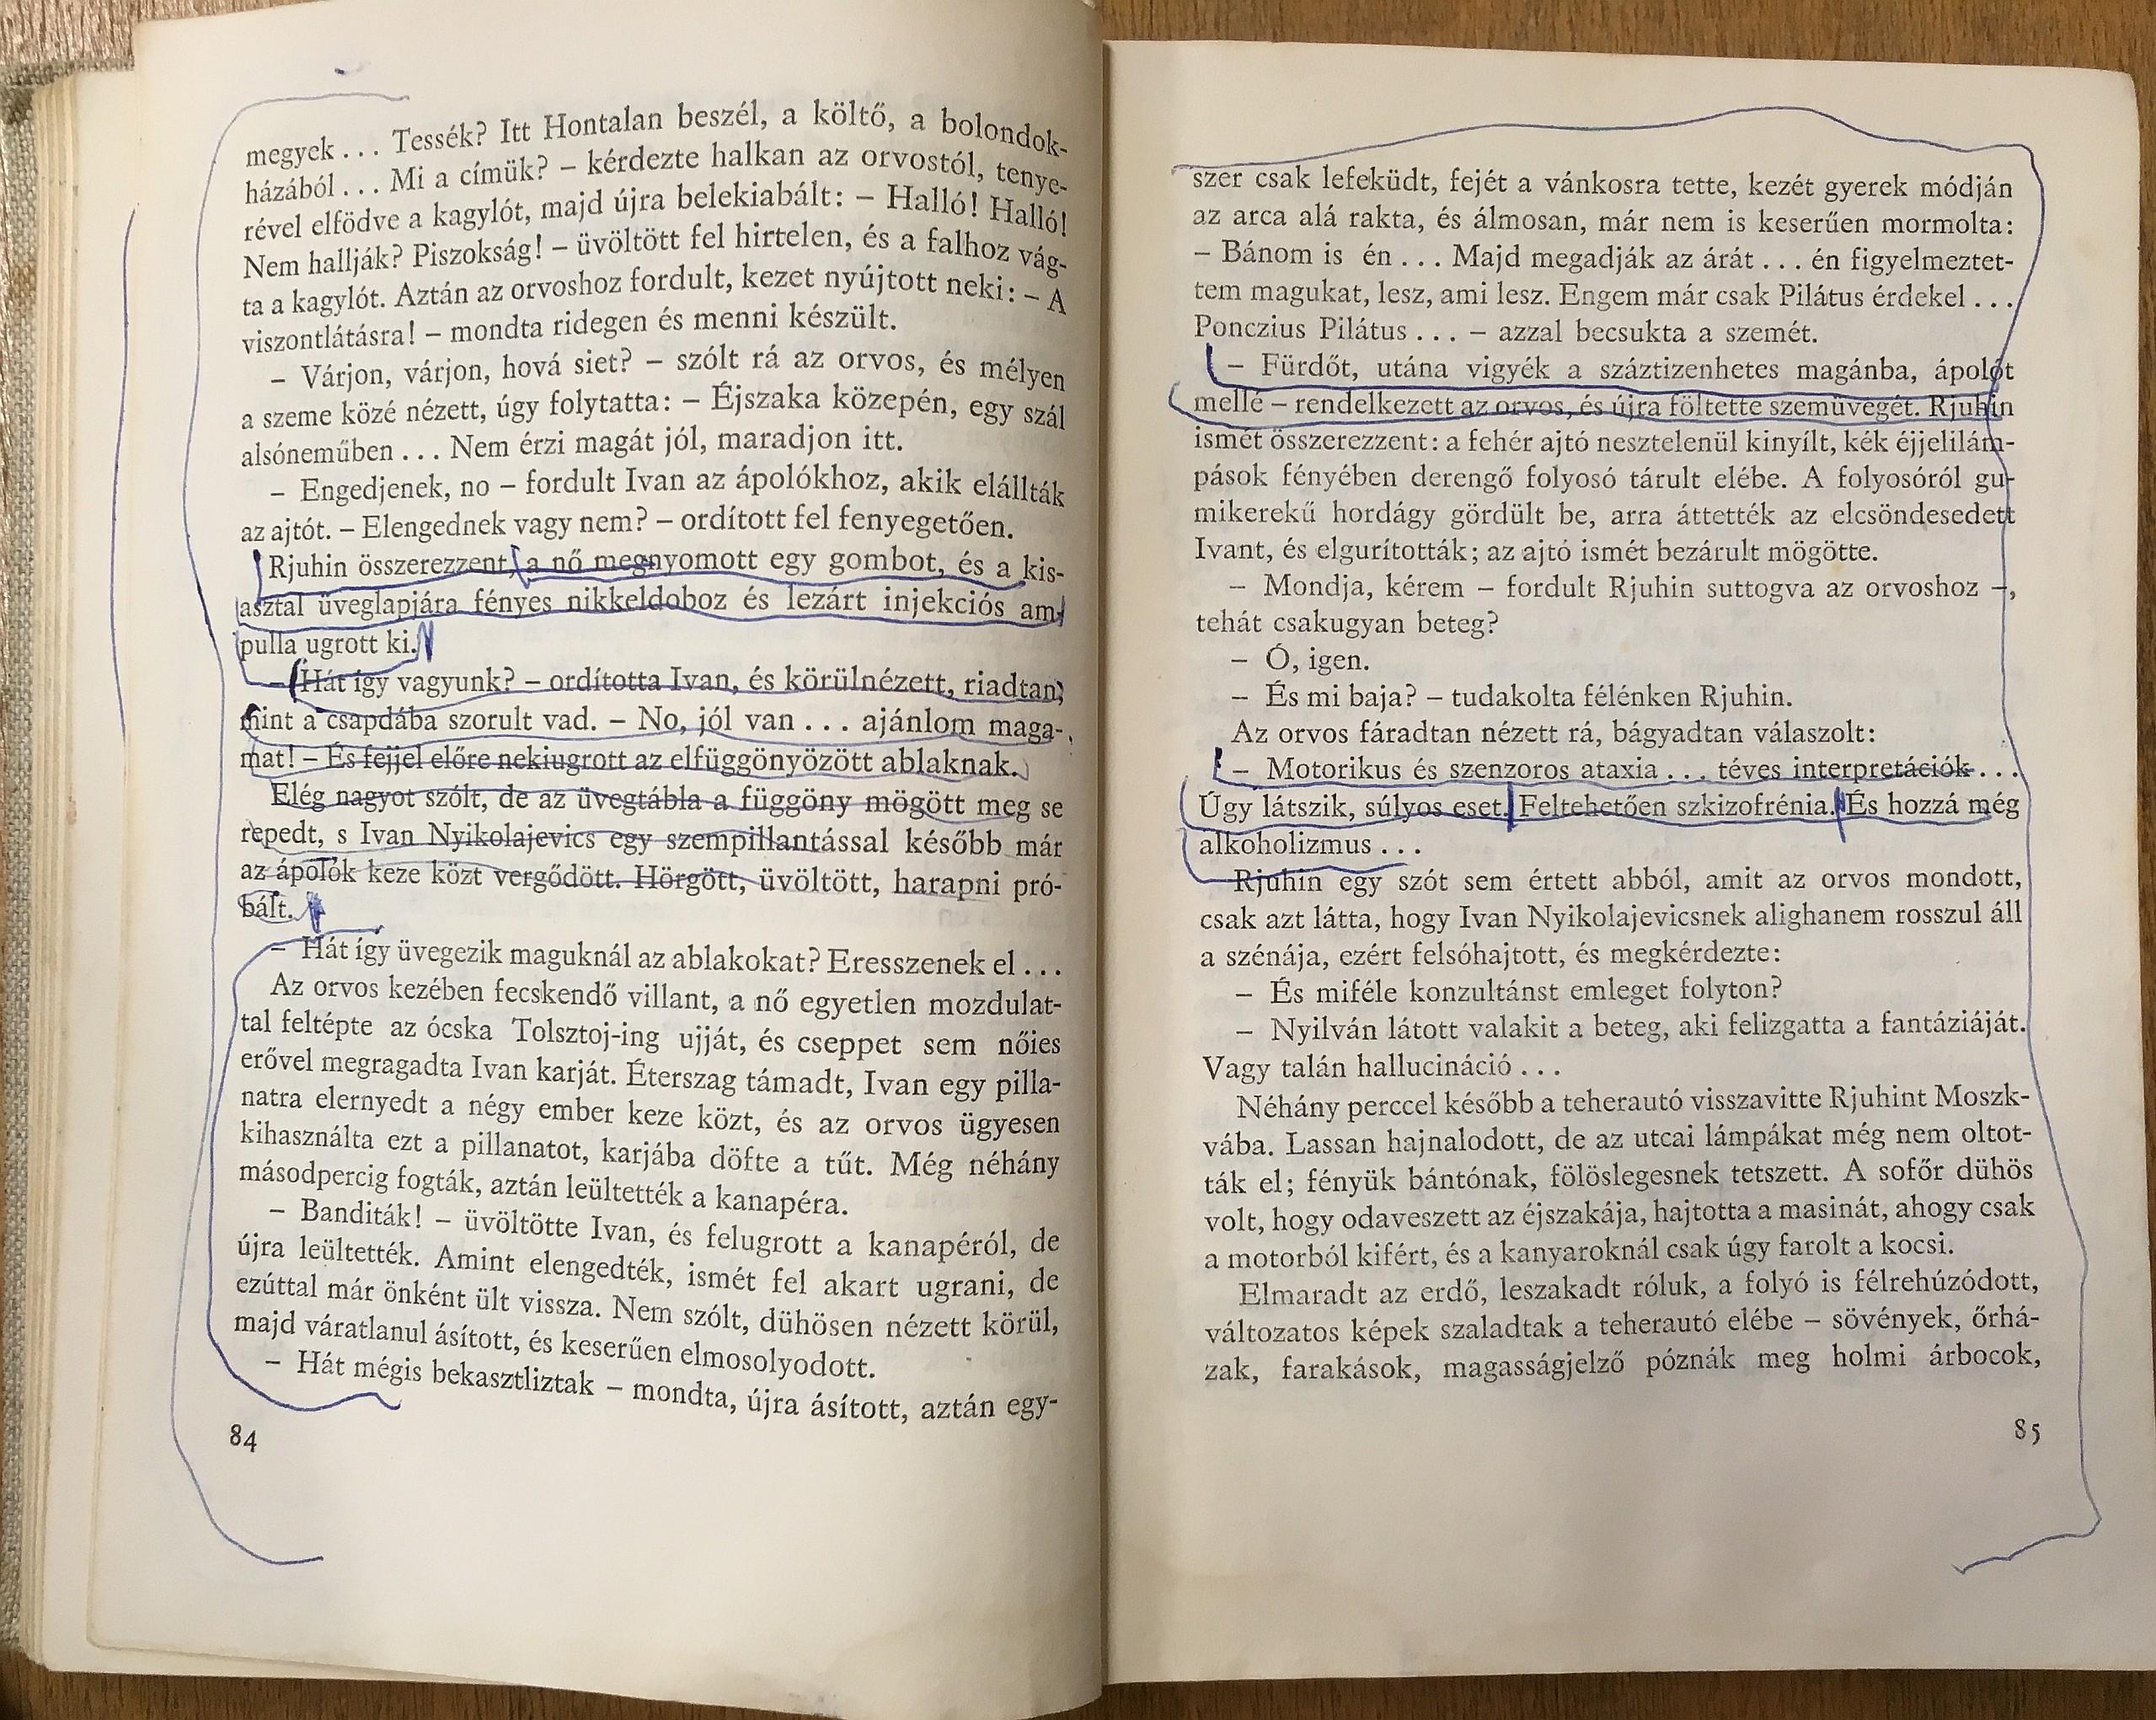 megyek . . . Tessék? Itt Hontalan beszél, a költő, a bolondok-
házából . . . Mi a címük? – kérdezte halkan az orvostól, tenye-
rével elfödve a kagylót, majd újra belekiabált: – Halló! Halló!
Nem hallják? Piszokság! – üvöltött fel hirtelen, és a falhoz vág-
ta a kagylót. Aztán az orvoshoz fordult, kezet nyújtott neki: – A
viszontlátásra! – mondta ridegen és menni készült.
– Várjon, várjon, hová siet? – szólt rá az orvos, és mélyen
a szeme közé nézett, úgy folytatta: – Éjszaka közepén, egy szál
alsóneműben . . . Nem érzi magát jól, maradjon itt.
– Engedjenek, no – fordult Ivan az ápolókhoz, akik elállták
az ajtót. – Elengednek vagy nem? – ordított fel fenyegetően.
Rjuhin összerezzent, a nő megnyomott egy gombot, és a kis-
asztal üveglapjára fényes nikkeldoboz és lezárt injekciós am-
pulla ugrott ki.
– Hát így vagyunk? – ordította Ivan, és körülnézett, riadtan,
mint a csapdába szorult vad. – No, jól van . . . ajánlom maga-
mat! – És fejjel előre nekiugrott az elfüggönyözött ablaknak.
Elég nagyot szólt, de az üvegtábla a függöny mögött meg se
repedt, s Ivan Nyikolajevics egy szempillantással később már
az ápolók keze közt vergődött. Hörgött, üvöltött, harapni pró-
bált.
– Hát így üvegezik maguknál az ablakokat? Eresszenek el . . .
Az orvos kezében fecskendő villant, a nő egyetlen mozdulat-
tal feltépte az ócska Tolsztoj-ing ujját, és cseppet sem nőies
erővel megragadta Ivan karját. Éterszag támadt, Ivan egy pilla-
natra elernyedt a négy ember keze közt, és az orvos ügyesen
kihasználta ezt a pillanatot, karjába döfte a tűt. Még néhány
másodpercig fogták, aztán leültették a kanapéra.
– Banditák! – üvöltötte Ivan, és felugrott a kanapéról, de
újra leültették. Amint elengedték, ismét fel akart ugrani, de
ezúttal már önként ült vissza. Nem szólt, dühösen nézett körül,
majd váratlanul ásított, és keserűen elmosolyodott.
– Hát mégis bekasztliztak – mondta, újra ásított, aztán egy-
84
szer csak lefeküdt, fejét a vánkosra tette, kezét gyerek módján
az arca alá rakta, és álmosan, már nem is keserűen mormolta:
– Bánom is én . . . Majd megadják az árát . . . én figyelmeztet-
tem magukat, lesz, ami lesz. Engem már csak Pilátus érdekel . . .
Ponczius Pilátus . . . – azzal becsukta a szemét.
– Fürdőt, utána vigyék a száztizenhetes magánba, ápolót
mellé – rendelkezett az orvos, és újra föltette szemüvegét. Rjuhin
ismét összerezzent: a fehér ajtó nesztelenül kinyílt, kék éjjelilám-
pások fényében derengő folyosó tárult elébe. A folyosóról gu-
mikerekű hordágy gördült be, arra áttették az elcsöndesedett
Ivant, és elgurították; az ajtó ismét bezárult mögötte.
– Mondja, kérem – fordult Rjuhin suttogva az orvoshoz –,
tehát csakugyan beteg?
– Ó, igen.
– És mi baja? – tudakolta félénken Rjuhin.
Az orvos fáradtan nézett rá, bágyadtan válaszolt:
– Motorikus és szenzoros ataxia . . . téves interpretációk . . .
Úgy látszik, súlyos eset. Feltehetően szkizofrénia. És hozzá még
alkoholizmus . . .
Rjuhin egy szót sem értett abból, amit az orvos mondott,
csak azt látta, hogy Ivan Nyikolajevicsnek alighanem rosszul áll
a szénája, ezért felsóhajtott, és megkérdezte:
– És miféle konzultánst emleget folyton?
– Nyilván látott valakit a beteg, aki felizgatta a fantáziáját.
Vagy talán hallucináció . . .
Néhány perccel később a teherautó visszavitte Rjuhint Moszk-
vába. Lassan hajnalodott, de az utcai lámpákat még nem oltot-
ták el; fényük bántónak, fölöslegesnek tetszett. A sofőr dühös
volt, hogy odaveszett az éjszakája, hajtotta a masinát, ahogy csak
a motorból kifért, és a kanyaroknál csak úgy farolt a kocsi.
Elmaradt az erdő, leszakadt róluk, a folyó is félrehúzódott,
változatos képek szaladtak a teherautó elébe – sövények, őrhá-
zak, farakások, magasságjelző póznák meg holmi árbocok,
85